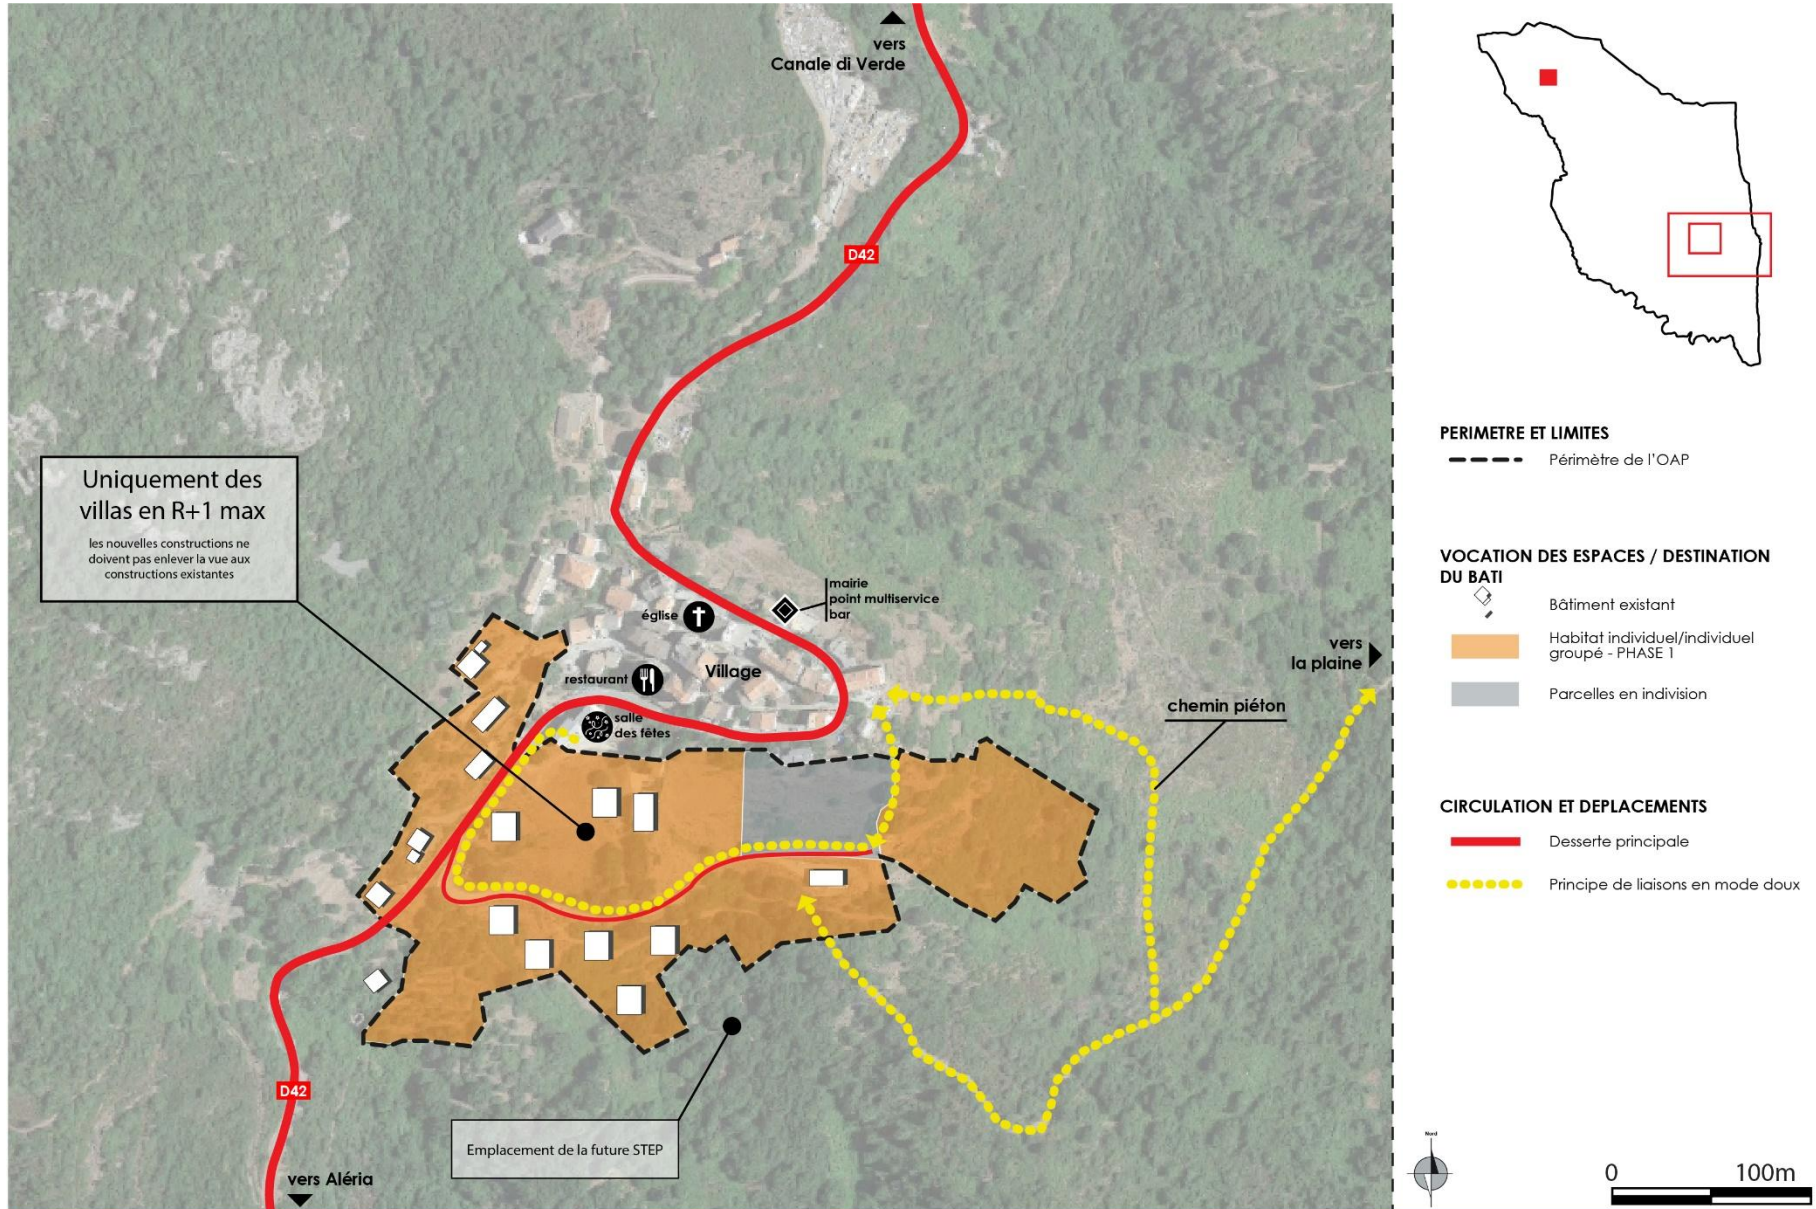 vers
Canale di Verde
D42
Uniquement des
villas en R+1 max
les nouvelles constructions ne
doivent pas enlever la vue aux
constructions existantes
mairie
point multiservice
bar
église
restaurant
Village
salle
des fêtes
vers
la plaine
chemin piéton
D42
Emplacement de la future STEP
vers Aléria
PERIMETRE ET LIMITES
Périmètre de l'OAP
VOCATION DES ESPACES / DESTINATION
DU BATI
Bâtiment existant
Habitat individuel/individuel
groupé - PHASE 1
Parcelles en indivision
CIRCULATION ET DEPLACEMENTS
Desserte principale
Principe de liaisons en mode doux
Nord
0 100m